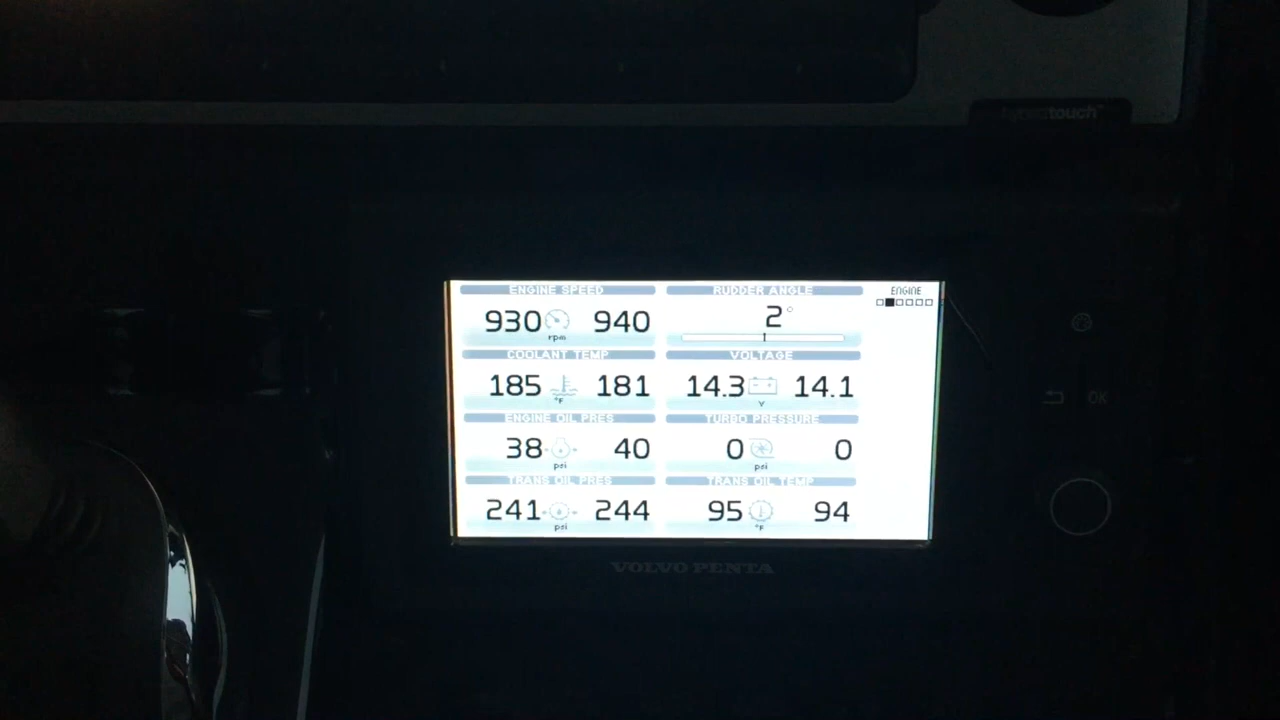 hybridtouch™
ENGINE SPEED
930 rpm 940
RUDDER ANGLE
2°
ENGINE
COOLANT TEMP
185 °F 181
VOLTAGE
14.3 V 14.1
ENGINE OIL PRES
38 psi 40
TURBO PRESSURE
0 psi 0
TRANS OIL PRES
241 psi 244
TRANS OIL TEMP
95 °F 94
OK
VOLVO PENTA